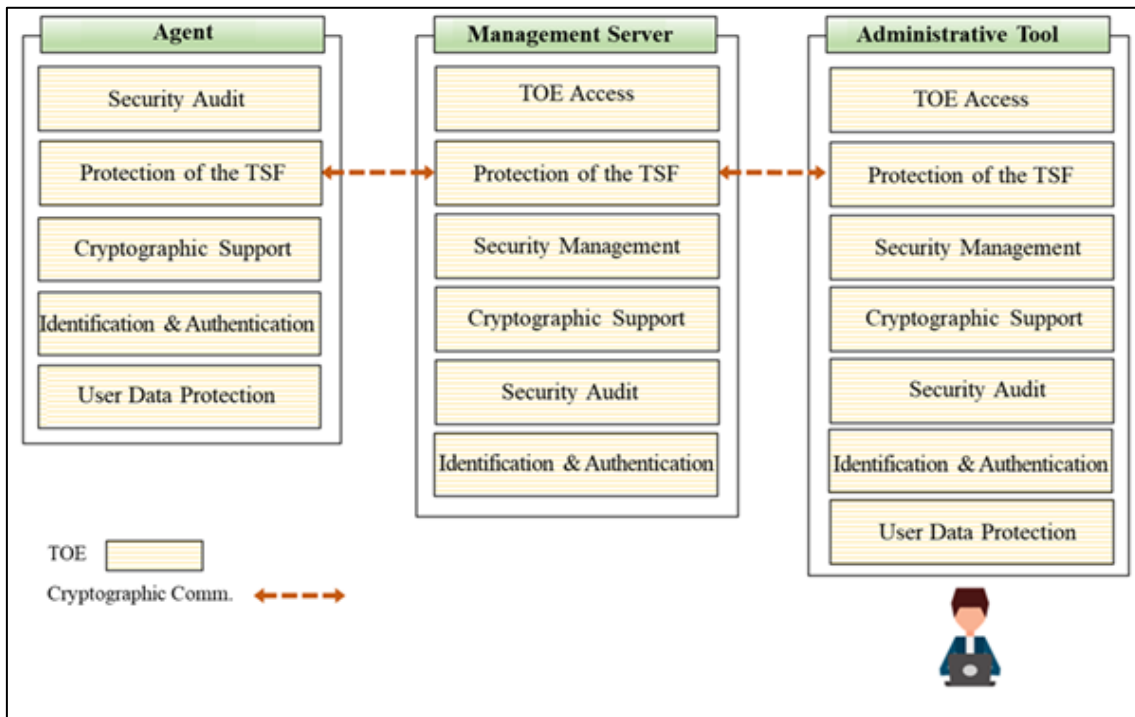 Agent
Security Audit
Protection of the TSF
Cryptographic Support
Identification & Authentication
User Data Protection
Management Server
TOE Access
Protection of the TSF
Security Management
Cryptographic Support
Security Audit
Identification & Authentication
Administrative Tool
TOE Access
Protection of the TSF
Security Management
Cryptographic Support
Security Audit
Identification & Authentication
User Data Protection
TOE
Cryptographic Comm.